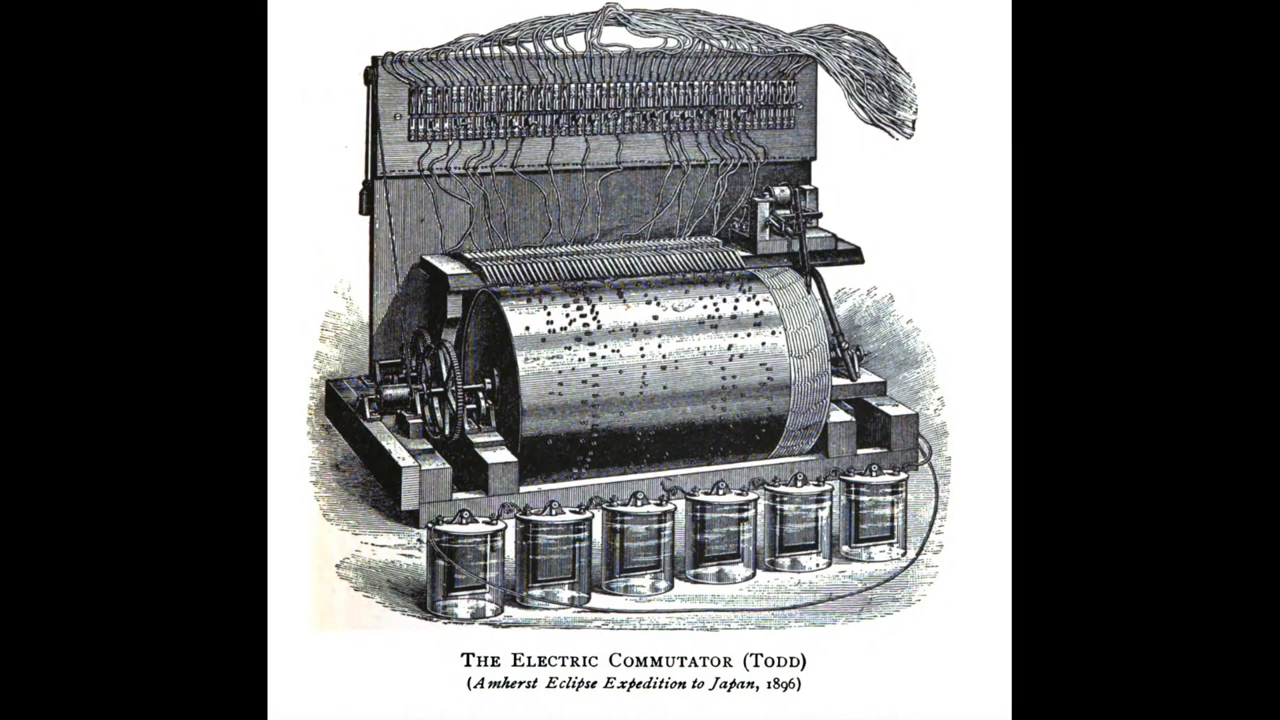 The Electric Commutator (Todd)
(Amherst Eclipse Expedition to Japan, 1896)